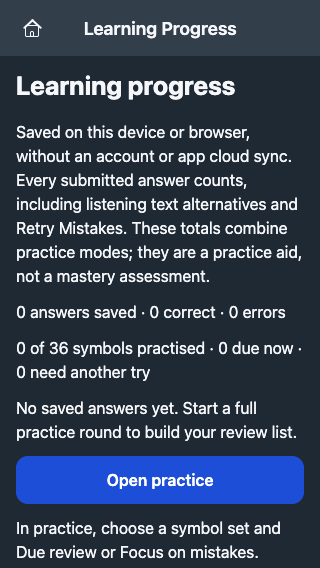 Learning Progress
Learning progress
Saved on this device or browser,
without an account or app cloud sync.
Every submitted answer counts,
including listening text alternatives and
Retry Mistakes. These totals combine
practice modes; they are a practice aid,
not a mastery assessment.
0 answers saved · 0 correct · 0 errors
0 of 36 symbols practised · 0 due now ·
0 need another try
No saved answers yet. Start a full
practice round to build your review list.
Open practice
In practice, choose a symbol set and
Due review or Focus on mistakes.